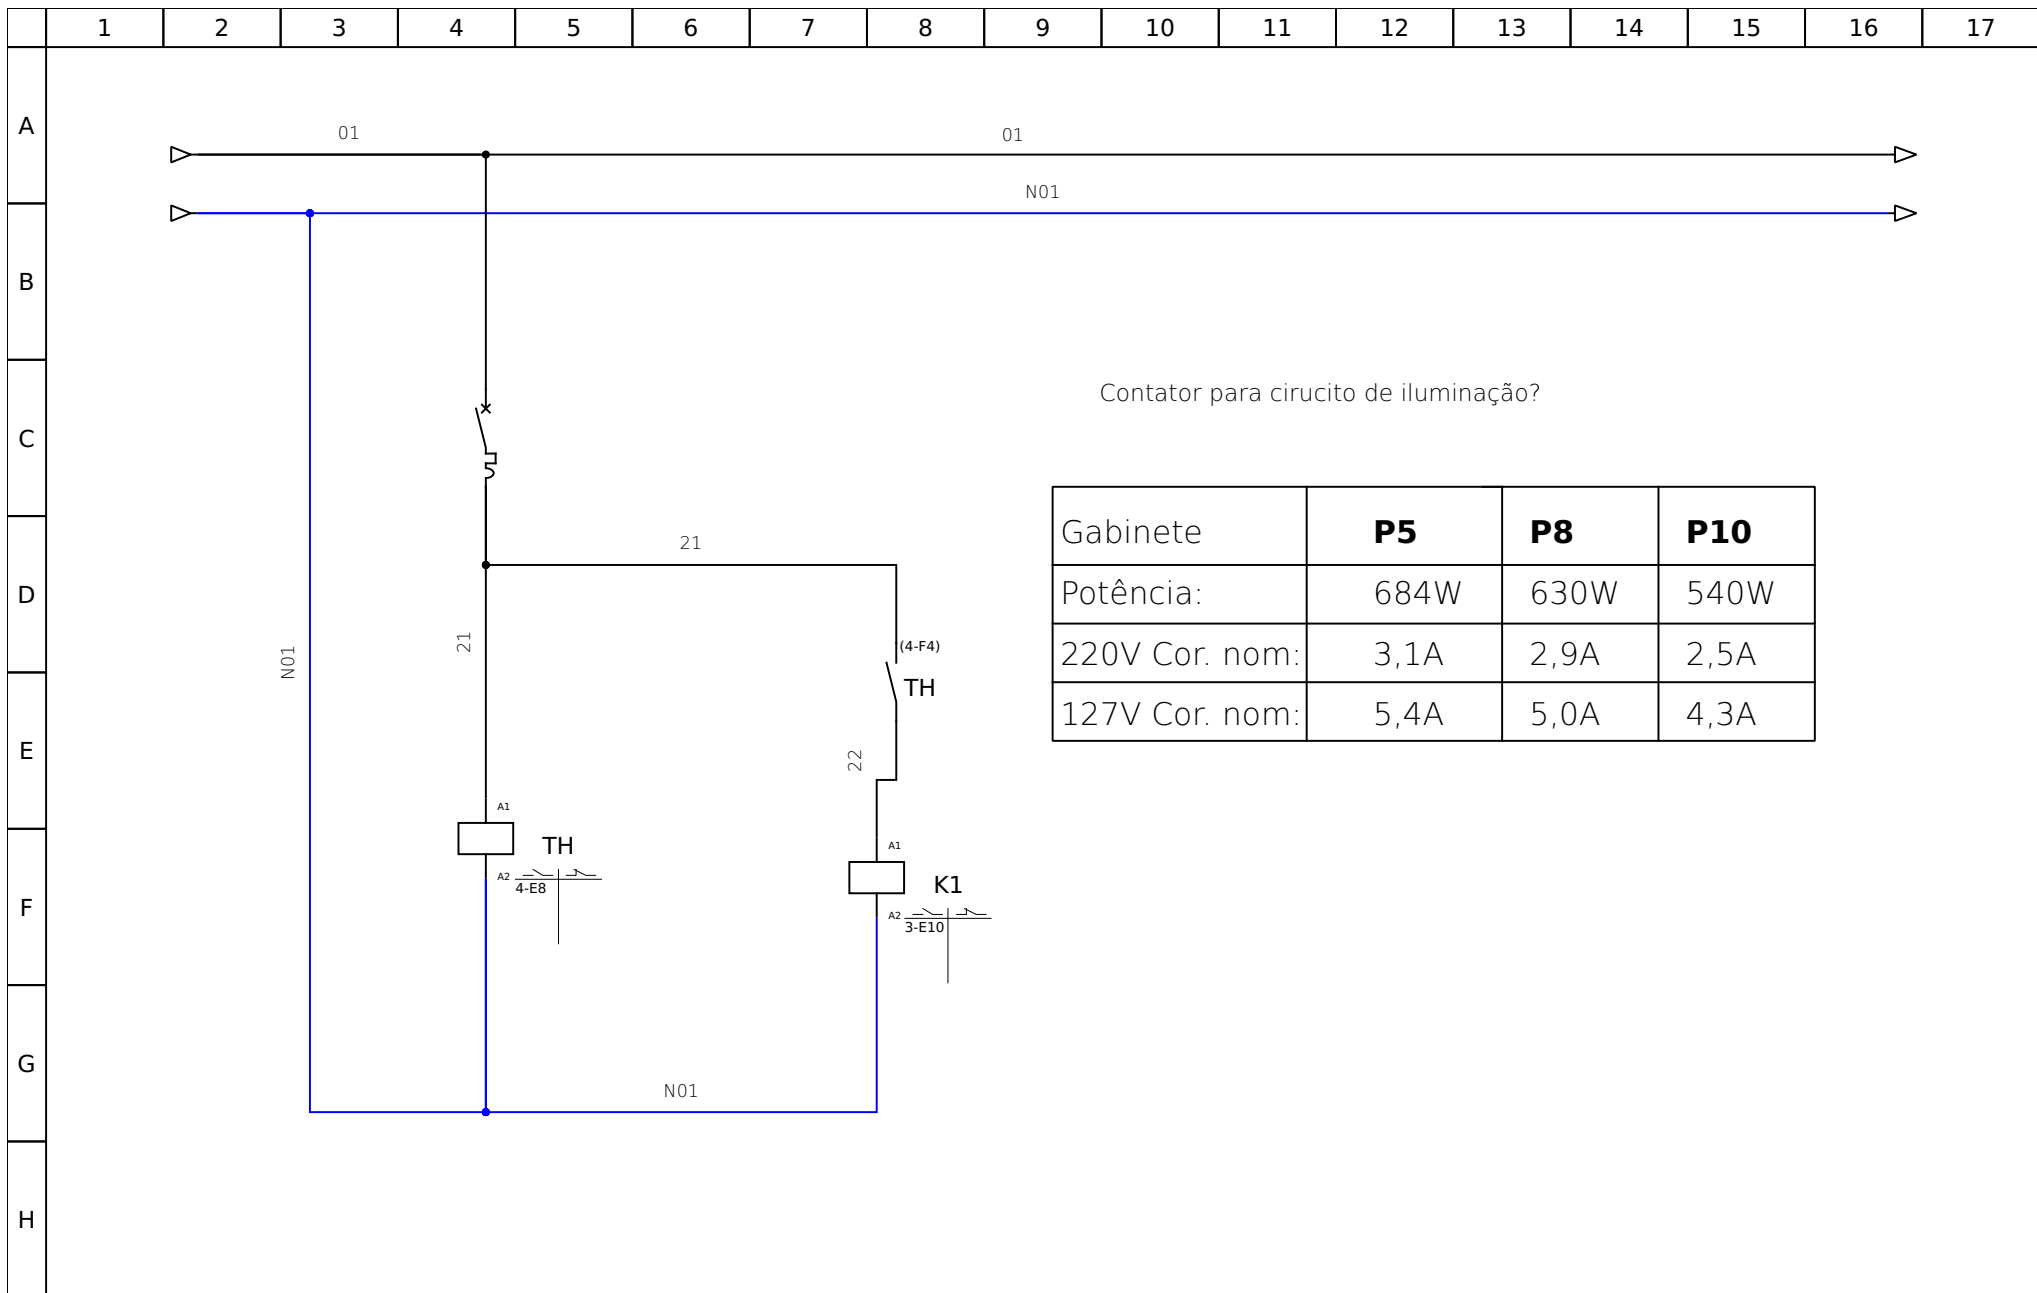 1 2 3 4 5 6 7 8 9 10 11 12 13 14 15 16 17
A
01 01
N01
B
Contator para cirucito de iluminação?
C
Gabinete P5 P8 P10
21
D
Potência: 684W 630W 540W
21
N01
(4-F4)
220V Cor. nom: 3,1A 2,9A 2,5A
TH
127V Cor. nom: 5,4A 5,0A 4,3A
E
22
A1
TH
A1
A2
4-E8
K1
F
A2
3-E10
G
N01
H